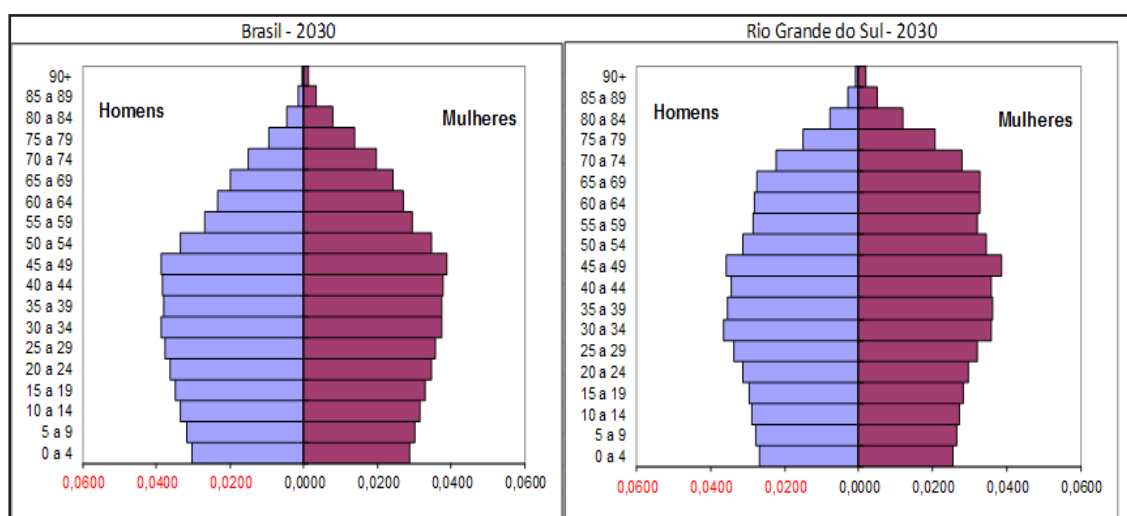 Brasil - 2030
Homens
Mulheres
90+
85 a 89
80 a 84
75 a 79
70 a 74
65 a 69
60 a 64
55 a 59
50 a 54
45 a 49
40 a 44
35 a 39
30 a 34
25 a 29
20 a 24
15 a 19
10 a 14
5 a 9
0 a 4
0,0600 0,0400 0,0200 0,0000 0,0200 0,0400 0,0600
Rio Grande do Sul - 2030
Homens
Mulheres
90+
85 a 89
80 a 84
75 a 79
70 a 74
65 a 69
60 a 64
55 a 59
50 a 54
45 a 49
40 a 44
35 a 39
30 a 34
25 a 29
20 a 24
15 a 19
10 a 14
5 a 9
0 a 4
0,0600 0,0400 0,0200 0,0000 0,0200 0,0400 0,0600